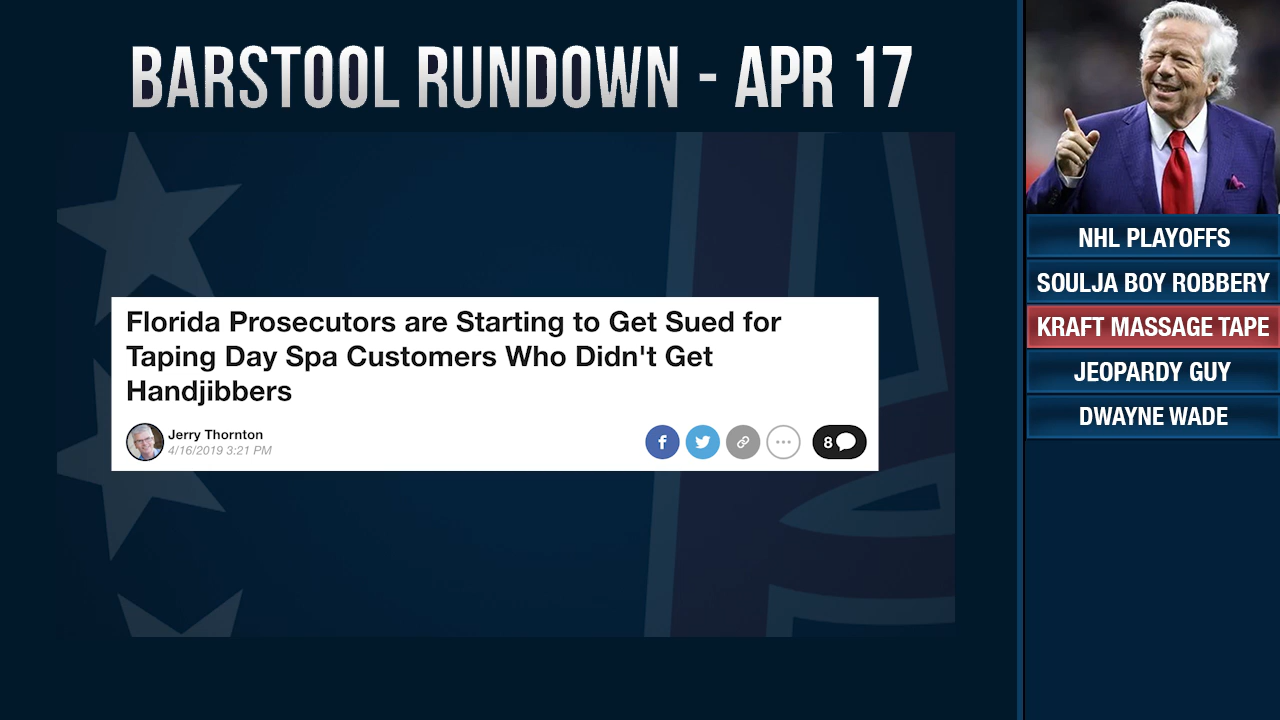 BARSTOOL RUNDOWN - APR 17
Florida Prosecutors are Starting to Get Sued for
Taping Day Spa Customers Who Didn't Get
Handjibbers
Jerry Thornton
4/16/2019 3:21 PM
f
8
NHL PLAYOFFS
SOULJA BOY ROBBERY
KRAFT MASSAGE TAPE
JEOPARDY GUY
DWAYNE WADE